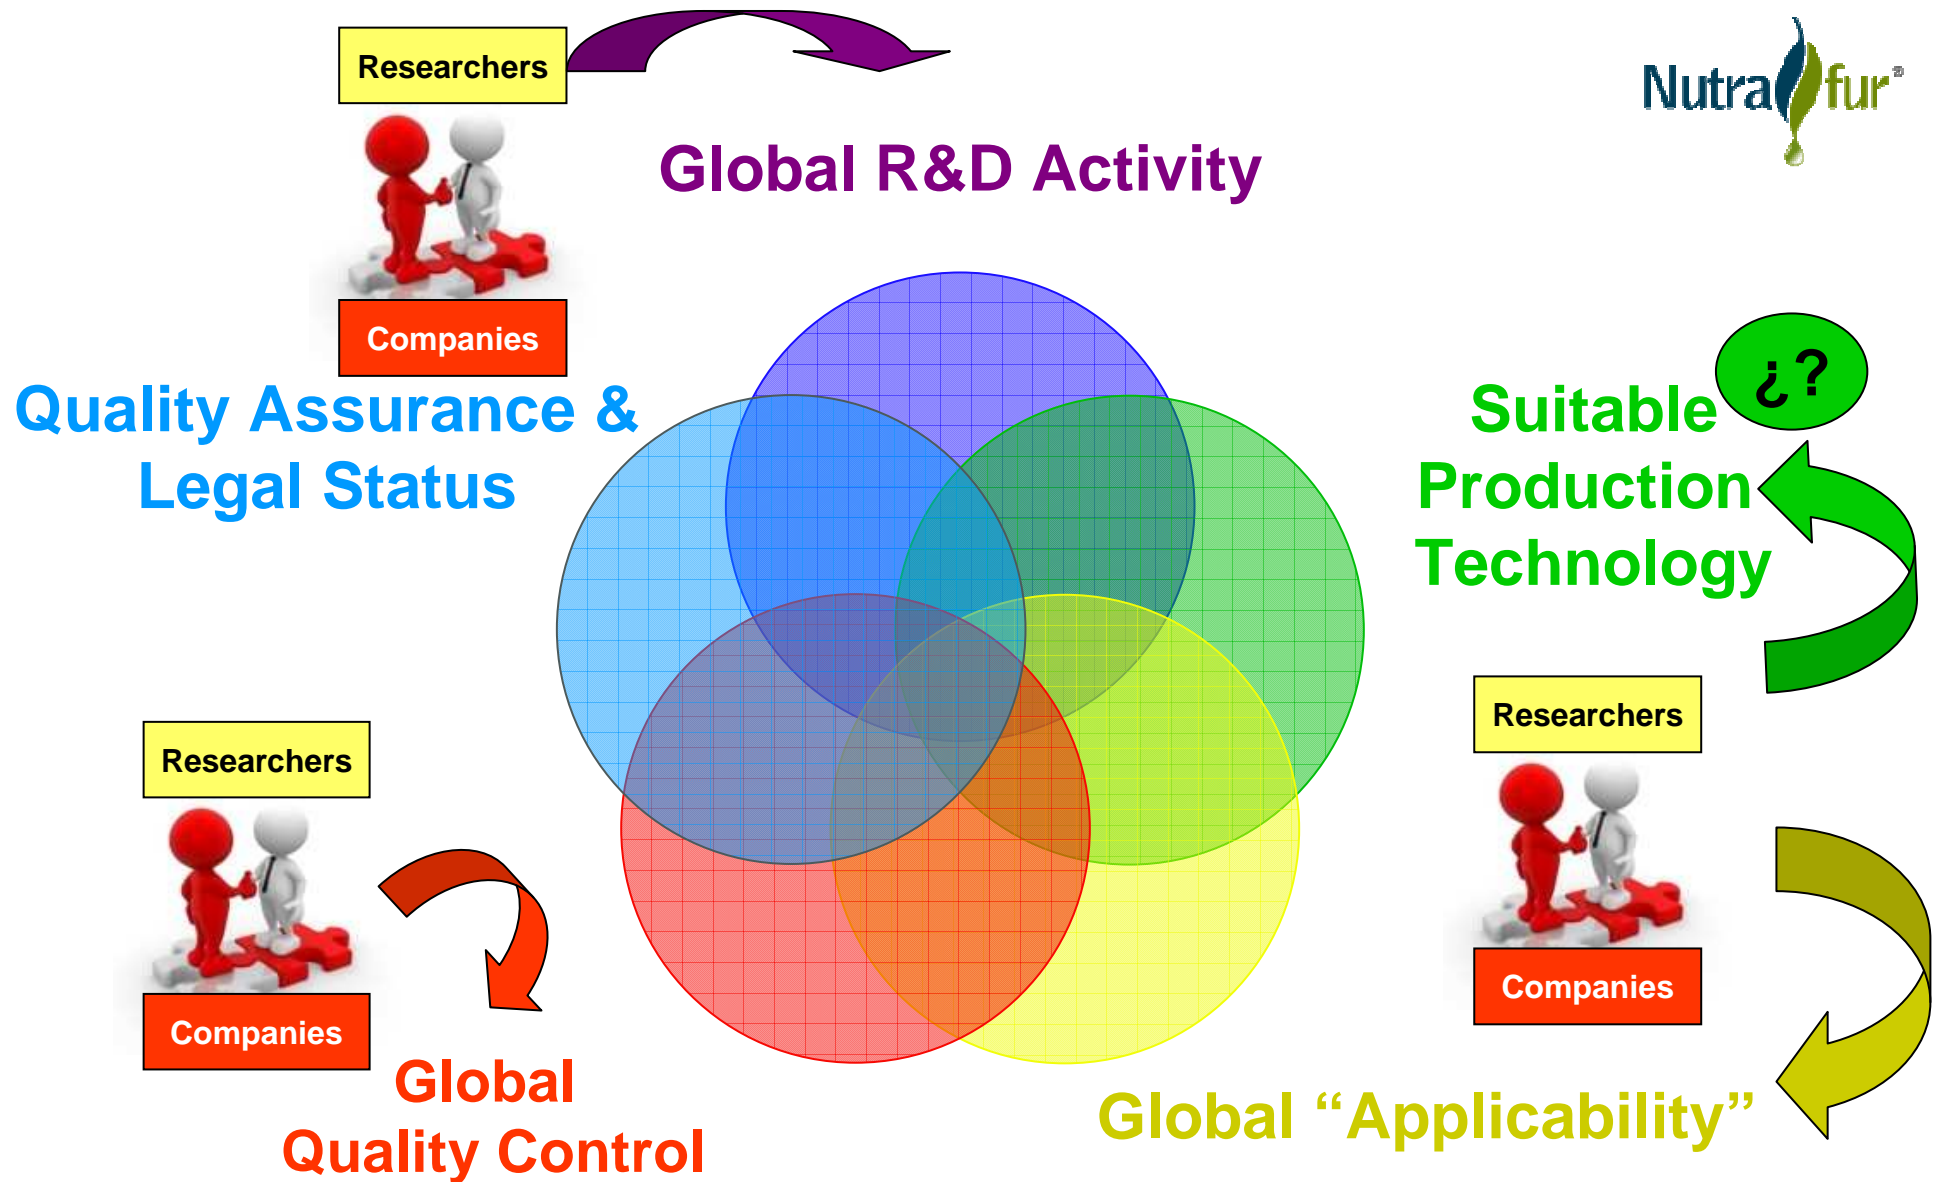 Researchers
Nutrafur®
Global R&D Activity
Companies
Quality Assurance &
Legal Status
¿?
Suitable
Production
Technology
Researchers
Companies
Researchers
Companies
Global
Quality Control
Global “Applicability”